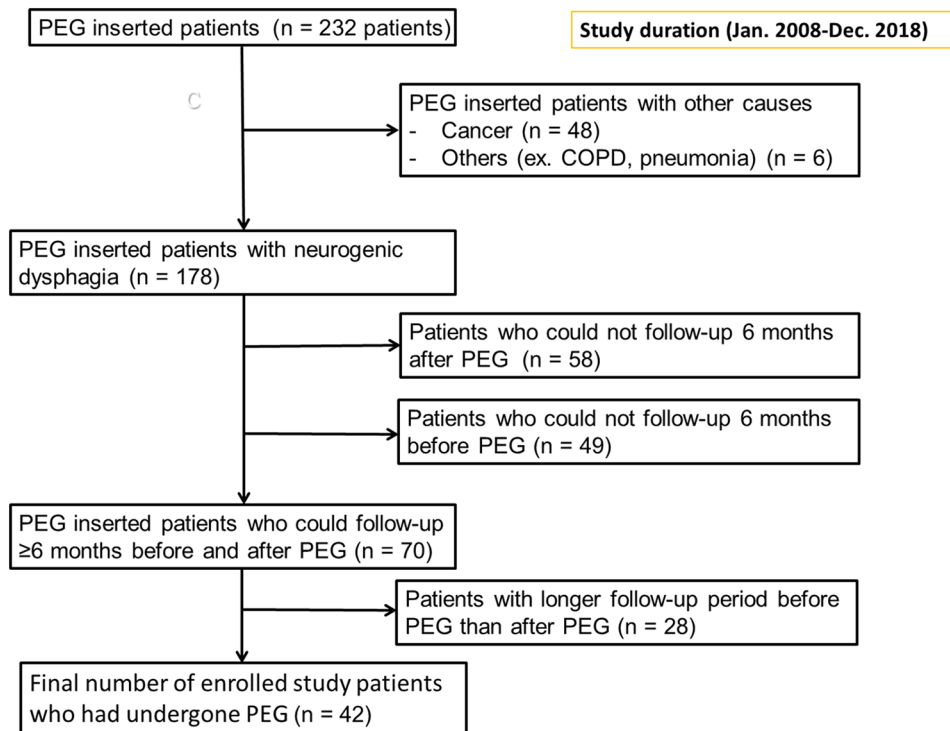 PEG inserted patients (n = 232 patients)
Study duration (Jan. 2008-Dec. 2018)
C
PEG inserted patients with other causes
- Cancer (n = 48)
- Others (ex. COPD, pneumonia) (n = 6)
PEG inserted patients with neurogenic
dysphagia (n = 178)
Patients who could not follow-up 6 months
after PEG (n = 58)
Patients who could not follow-up 6 months
before PEG (n = 49)
PEG inserted patients who could follow-up
≥6 months before and after PEG (n = 70)
Patients with longer follow-up period before
PEG than after PEG (n = 28)
Final number of enrolled study patients
who had undergone PEG (n = 42)